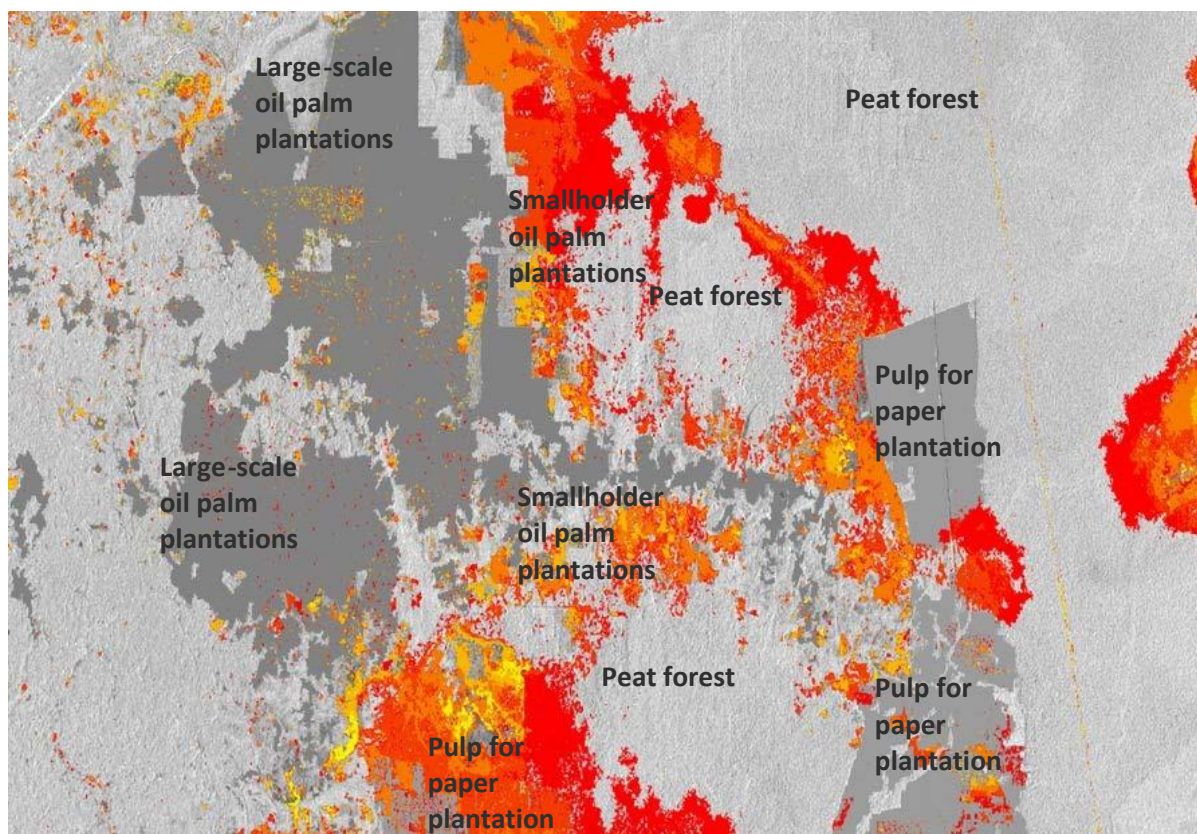 Large-scale
oil palm
plantations
Peat forest
Smallholder
oil palm
plantations
Peat forest
Pulp for
paper
plantation
Large-scale
oil palm
plantations
Smallholder
oil palm
plantations
Peat forest
Pulp for
paper
plantation
Pulp for
paper
plantation